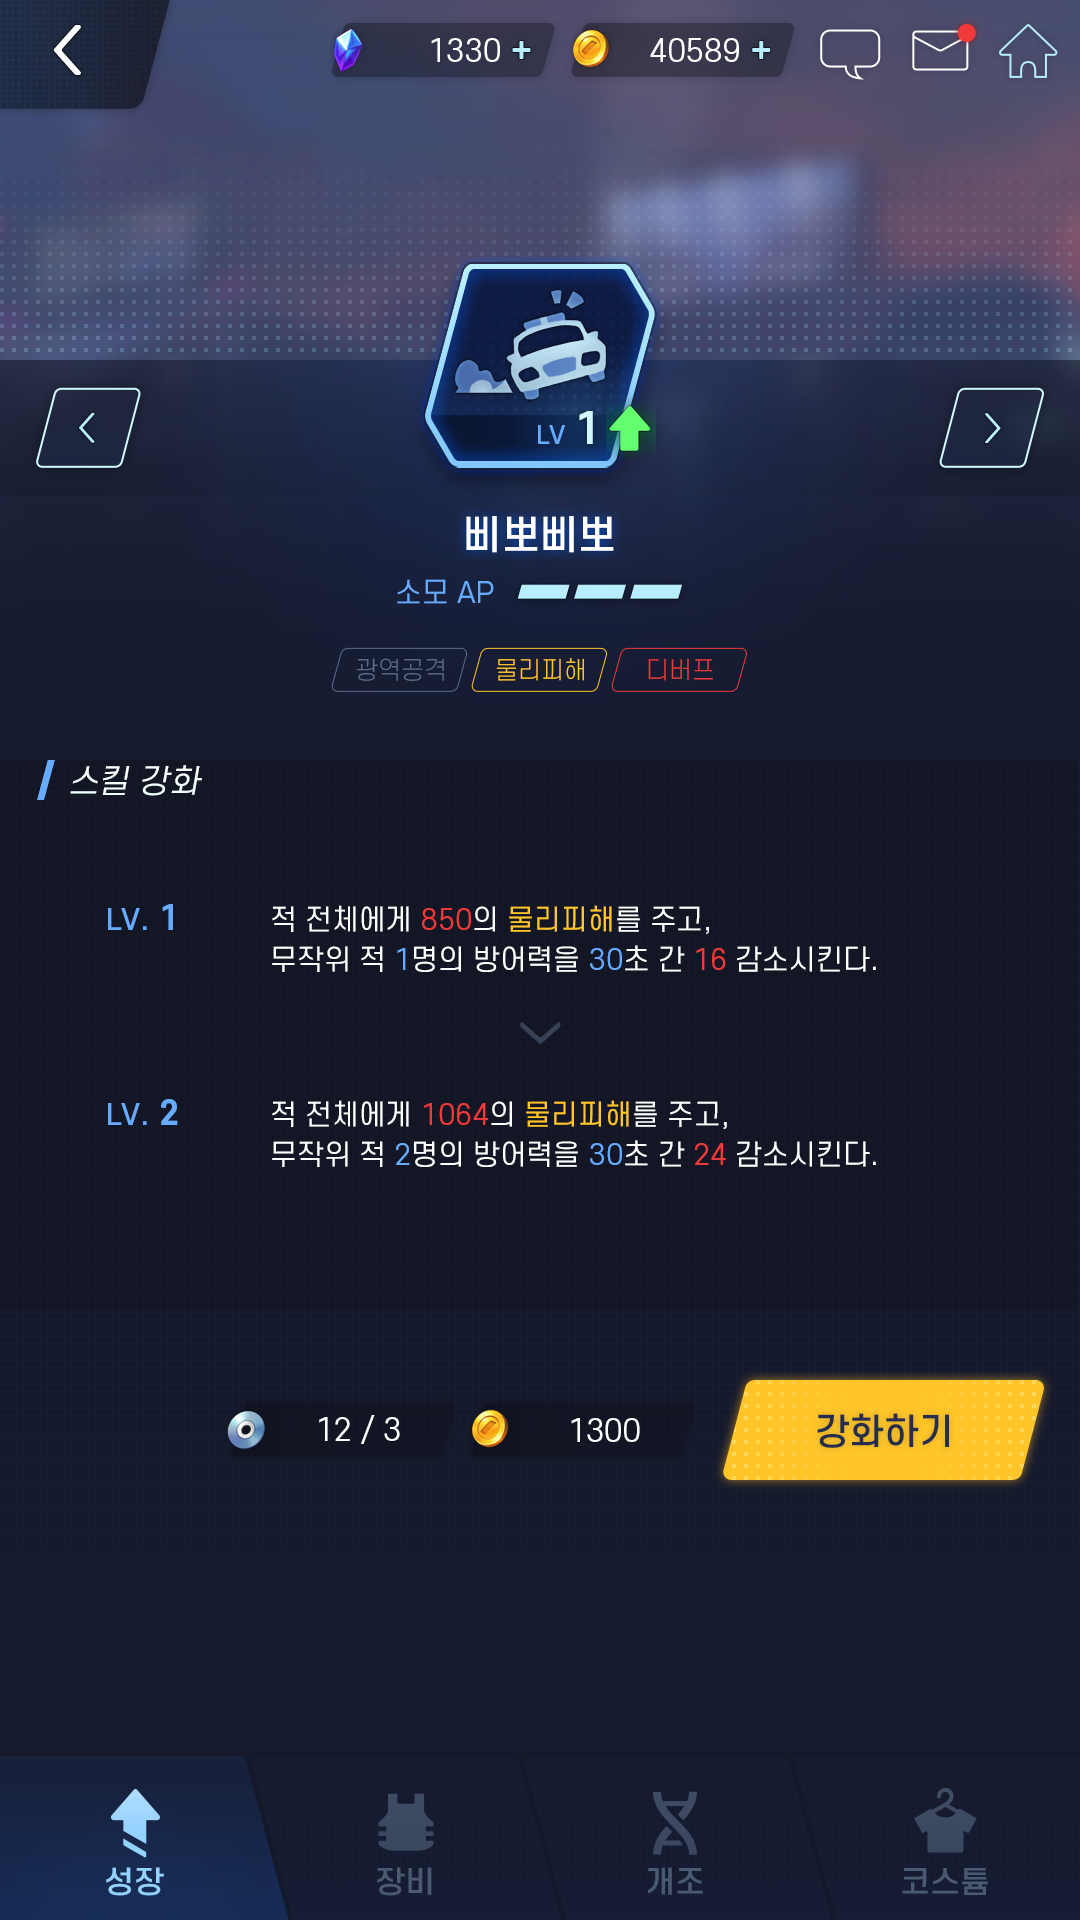 1330 +
40589 +
LV 1
삐뽀삐뽀
소모 AP
광역공격
물리피해
디버프
스킬 강화
LV. 1
적 전체에게 850의 물리피해를 주고,
무작위 적 1명의 방어력을 30초 간 16 감소시킨다.
LV. 2
적 전체에게 1064의 물리피해를 주고,
무작위 적 2명의 방어력을 30초 간 24 감소시킨다.
12 / 3
1300
강화하기
성장
장비
개조
코스튬